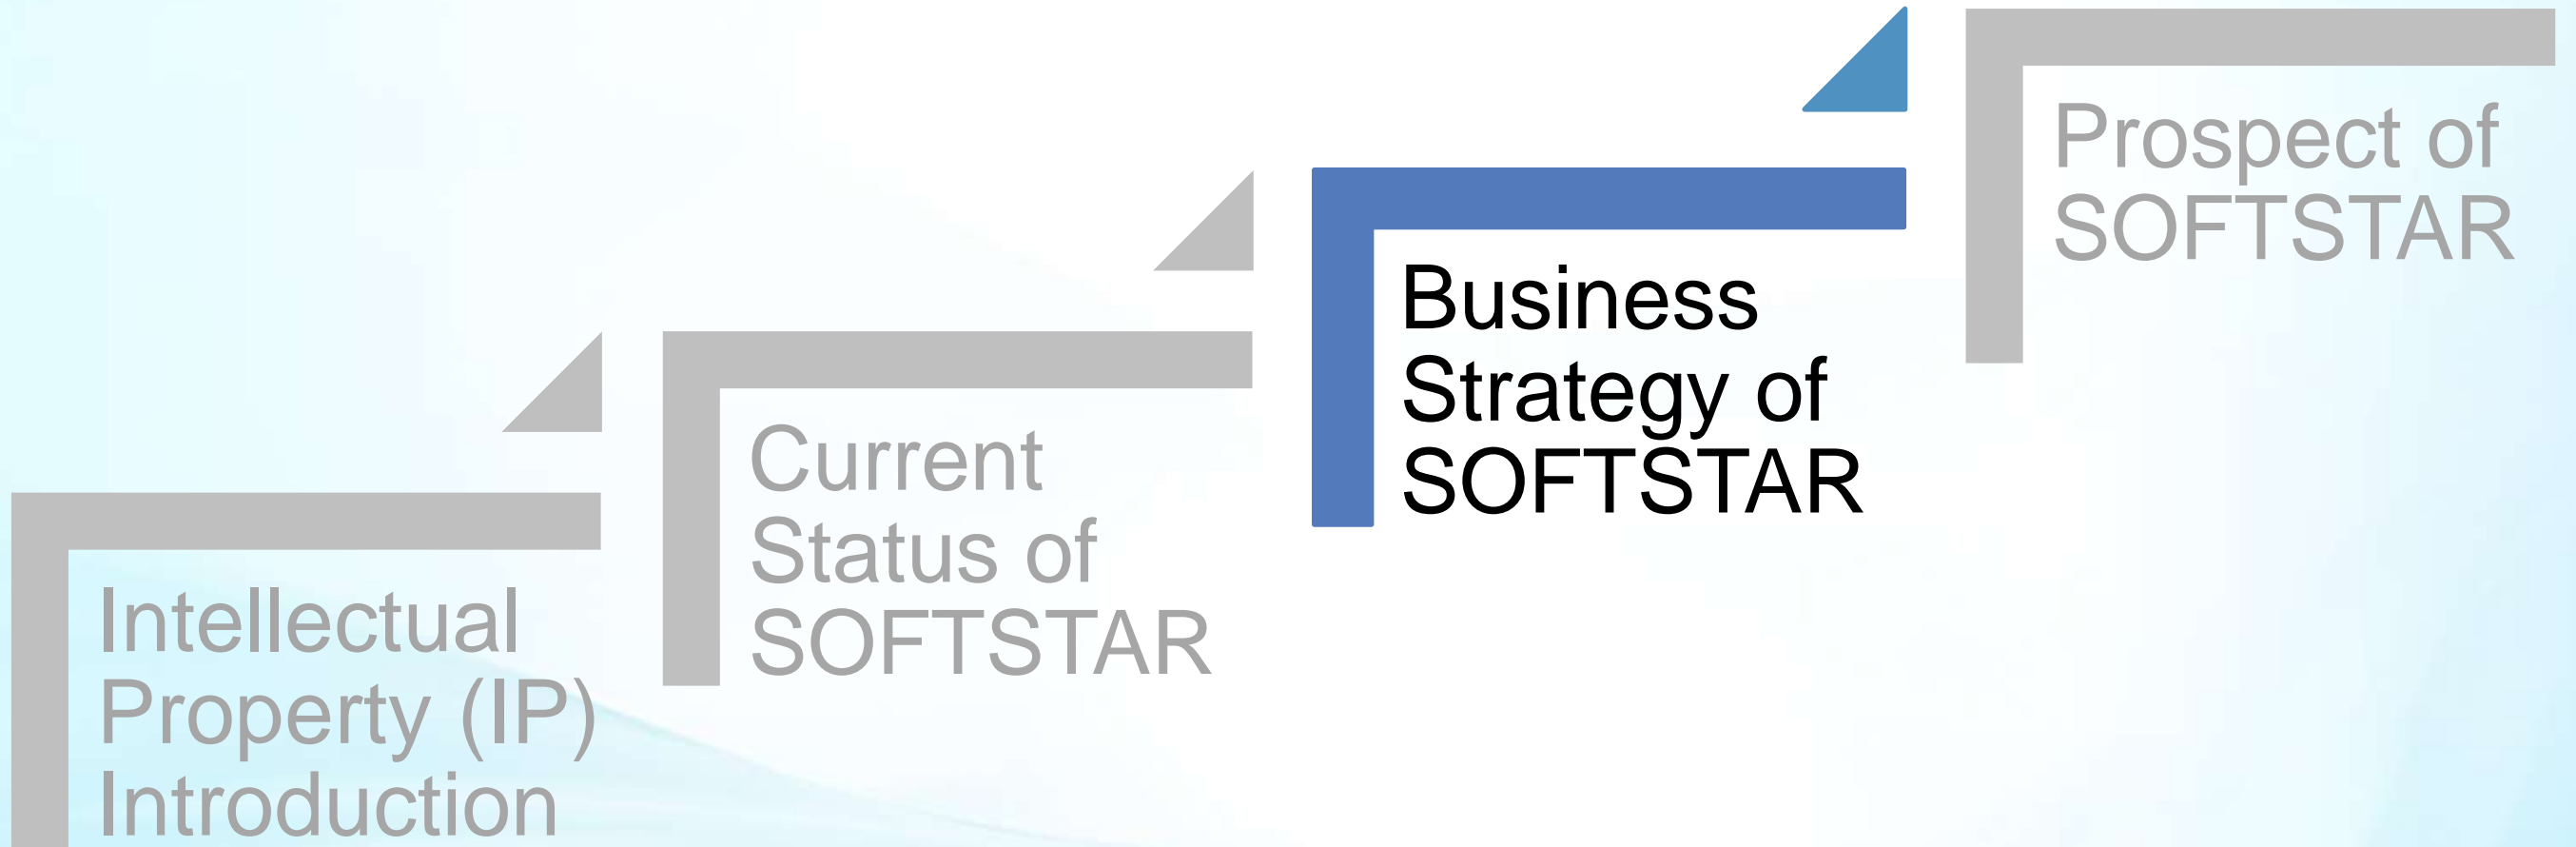 Intellectual
Property (IP)
Introduction
Current
Status of
SOFTSTAR
Business
Strategy of
SOFTSTAR
Prospect of
SOFTSTAR